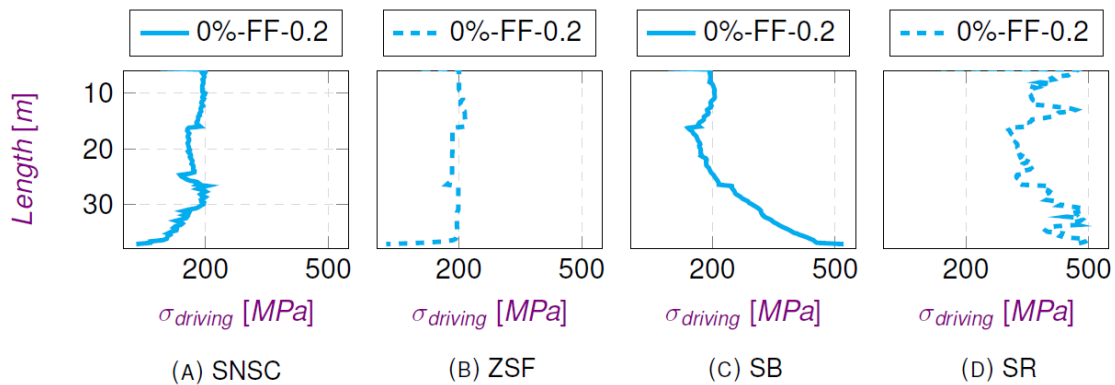 0%-FF-0.2 0%-FF-0.2 0%-FF-0.2 0%-FF-0.2
Length [m]
10
20
30
200 500 200 500 200 500 200 500
σdriving [MPa] σdriving [MPa] σdriving [MPa] σdriving [MPa]
(A) SNSC (B) ZSF (C) SB (D) SR